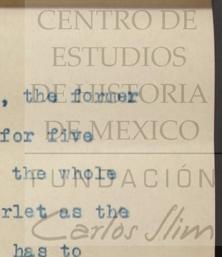 CENTRO DE
ESTUDIOS
DE HISTORIA
DE MEXICO
FUNDACIÓN
Carlos Slim
, the former
for five
the whole
rlet as the
has to